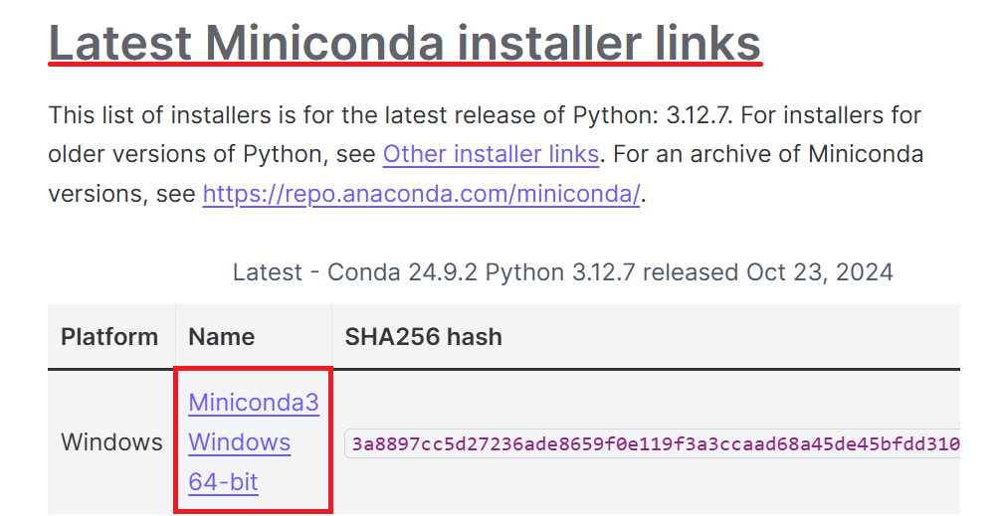 Latest Miniconda installer links
This list of installers is for the latest release of Python: 3.12.7. For installers for
older versions of Python, see Other installer links. For an archive of Miniconda
versions, see https://repo.anaconda.com/miniconda/.
Latest - Conda 24.9.2 Python 3.12.7 released Oct 23, 2024
Platform Name SHA256 hash
Miniconda3
Windows Windows 3a8897cc5d27236ade8659f0e119f3a3ccaad68a45de45bfdd310
64-bit